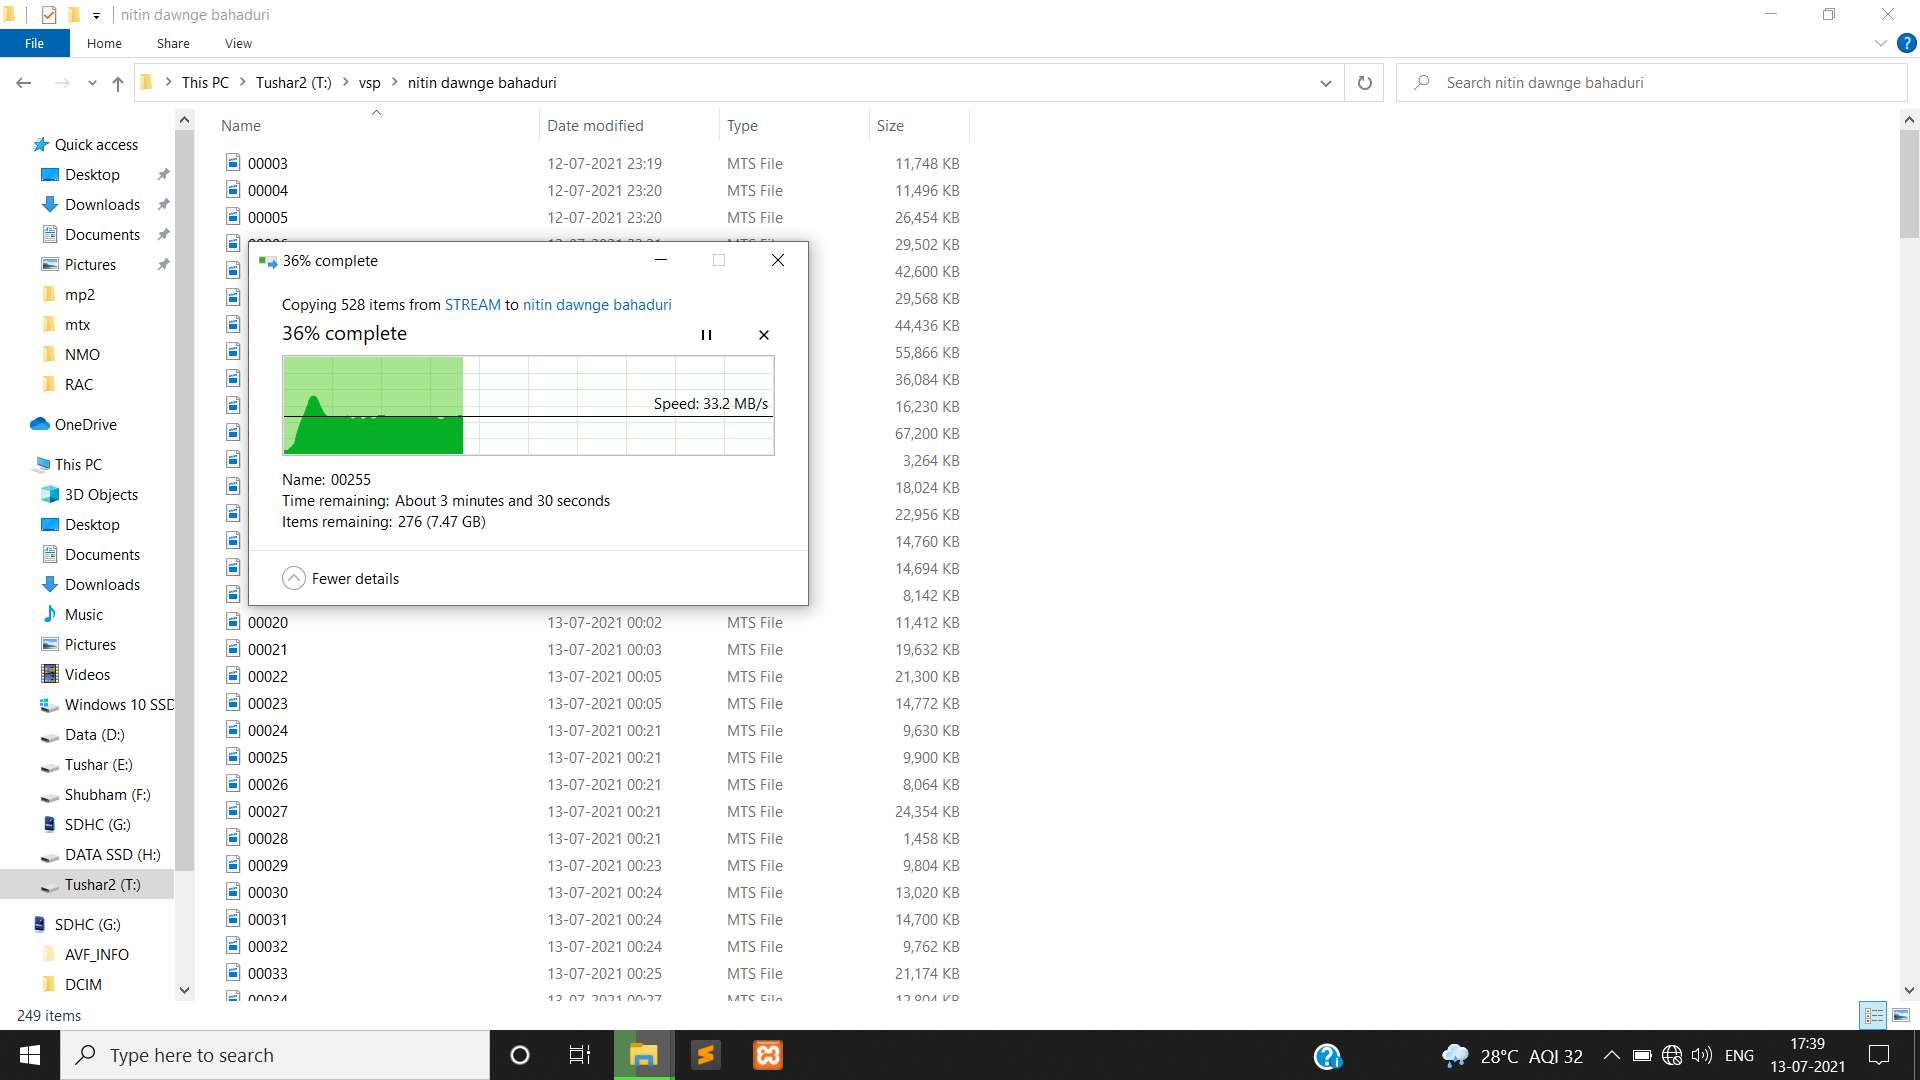 nitin dawnge bahaduri
File Home Share View
This PC Tushar2 (T:) vsp nitin dawnge bahaduri
Search nitin dawnge bahaduri
Name Date modified Type Size
Quick access
Desktop
Downloads
Documents
Pictures
mp2
mtx
NMO
RAC
OneDrive
This PC
3D Objects
Desktop
Documents
Downloads
Music
Pictures
Videos
Windows 10 SSD
Data (D:)
Tushar (E:)
Shubham (F:)
SDHC (G:)
DATA SSD (H:)
Tushar2 (T:)
SDHC (G:)
AVF_INFO
DCIM
00003 12-07-2021 23:19 MTS File 11,748 KB
00004 12-07-2021 23:20 MTS File 11,496 KB
00005 12-07-2021 23:20 MTS File 26,454 KB
29,502 KB
42,600 KB
29,568 KB
44,436 KB
55,866 KB
36,084 KB
16,230 KB
67,200 KB
3,264 KB
18,024 KB
22,956 KB
14,760 KB
14,694 KB
8,142 KB
36% complete
Copying 528 items from STREAM to nitin dawnge bahaduri
36% complete
Speed: 33.2 MB/s
Name: 00255
Time remaining: About 3 minutes and 30 seconds
Items remaining: 276 (7.47 GB)
Fewer details
00020 13-07-2021 00:02 MTS File 11,412 KB
00021 13-07-2021 00:03 MTS File 19,632 KB
00022 13-07-2021 00:05 MTS File 21,300 KB
00023 13-07-2021 00:05 MTS File 14,772 KB
00024 13-07-2021 00:21 MTS File 9,630 KB
00025 13-07-2021 00:21 MTS File 9,900 KB
00026 13-07-2021 00:21 MTS File 8,064 KB
00027 13-07-2021 00:21 MTS File 24,354 KB
00028 13-07-2021 00:21 MTS File 1,458 KB
00029 13-07-2021 00:23 MTS File 9,804 KB
00030 13-07-2021 00:24 MTS File 13,020 KB
00031 13-07-2021 00:24 MTS File 14,700 KB
00032 13-07-2021 00:24 MTS File 9,762 KB
00033 13-07-2021 00:25 MTS File 21,174 KB
00034 13-07-2021 00:27 MTS File 12,804 KB
249 items
Type here to search
28°C AQI 32
ENG
17:39
13-07-2021